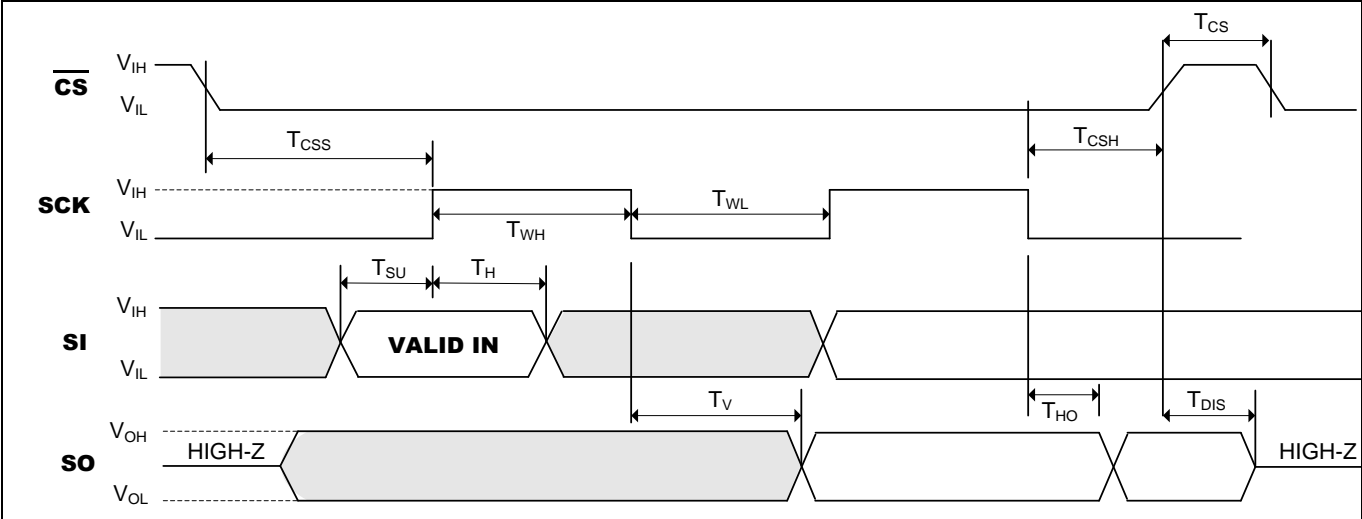 T_CS
V_IH
CS
V_IL
T_CSS
T_CSH
V_IH
SCK
T_WL
V_IL
T_WH
T_SU
T_H
V_IH
SI
VALID IN
V_IL
T_V
T_HO
T_DIS
V_OH
HIGH-Z
SO
HIGH-Z
V_OL